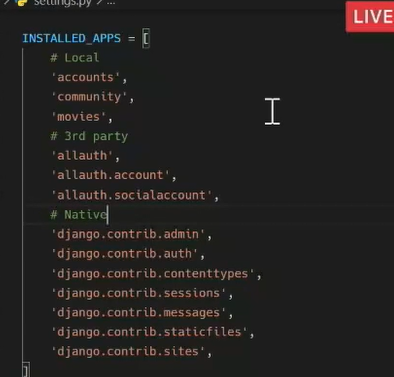 settings.py / ...
LIVE
INSTALLED_APPS = [
# Local
'accounts',
'community',
'movies',
# 3rd party
'allauth',
'allauth.account',
'allauth.socialaccount',
# Native
'django.contrib.admin',
'django.contrib.auth',
'django.contrib.contenttypes',
'django.contrib.sessions',
'django.contrib.messages',
'django.contrib.staticfiles',
'django.contrib.sites',
]